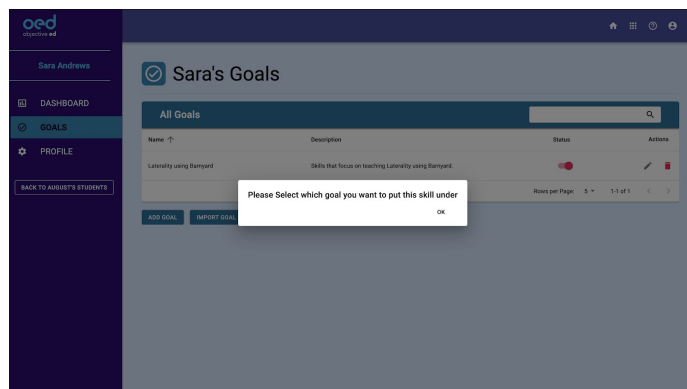 oed
objective ed
Sara Andrews
DASHBOARD
GOALS
PROFILE
BACK TO AUGUST'S STUDENTS
Sara's Goals
All Goals
Name Description Status Actions
Laterality using Barnyard Skills that focus on teaching Laterality using Barnyard.
Rows per Page 5 1-1 of 1
ADD GOAL IMPORT GOAL
Please Select which goal you want to put this skill under
OK